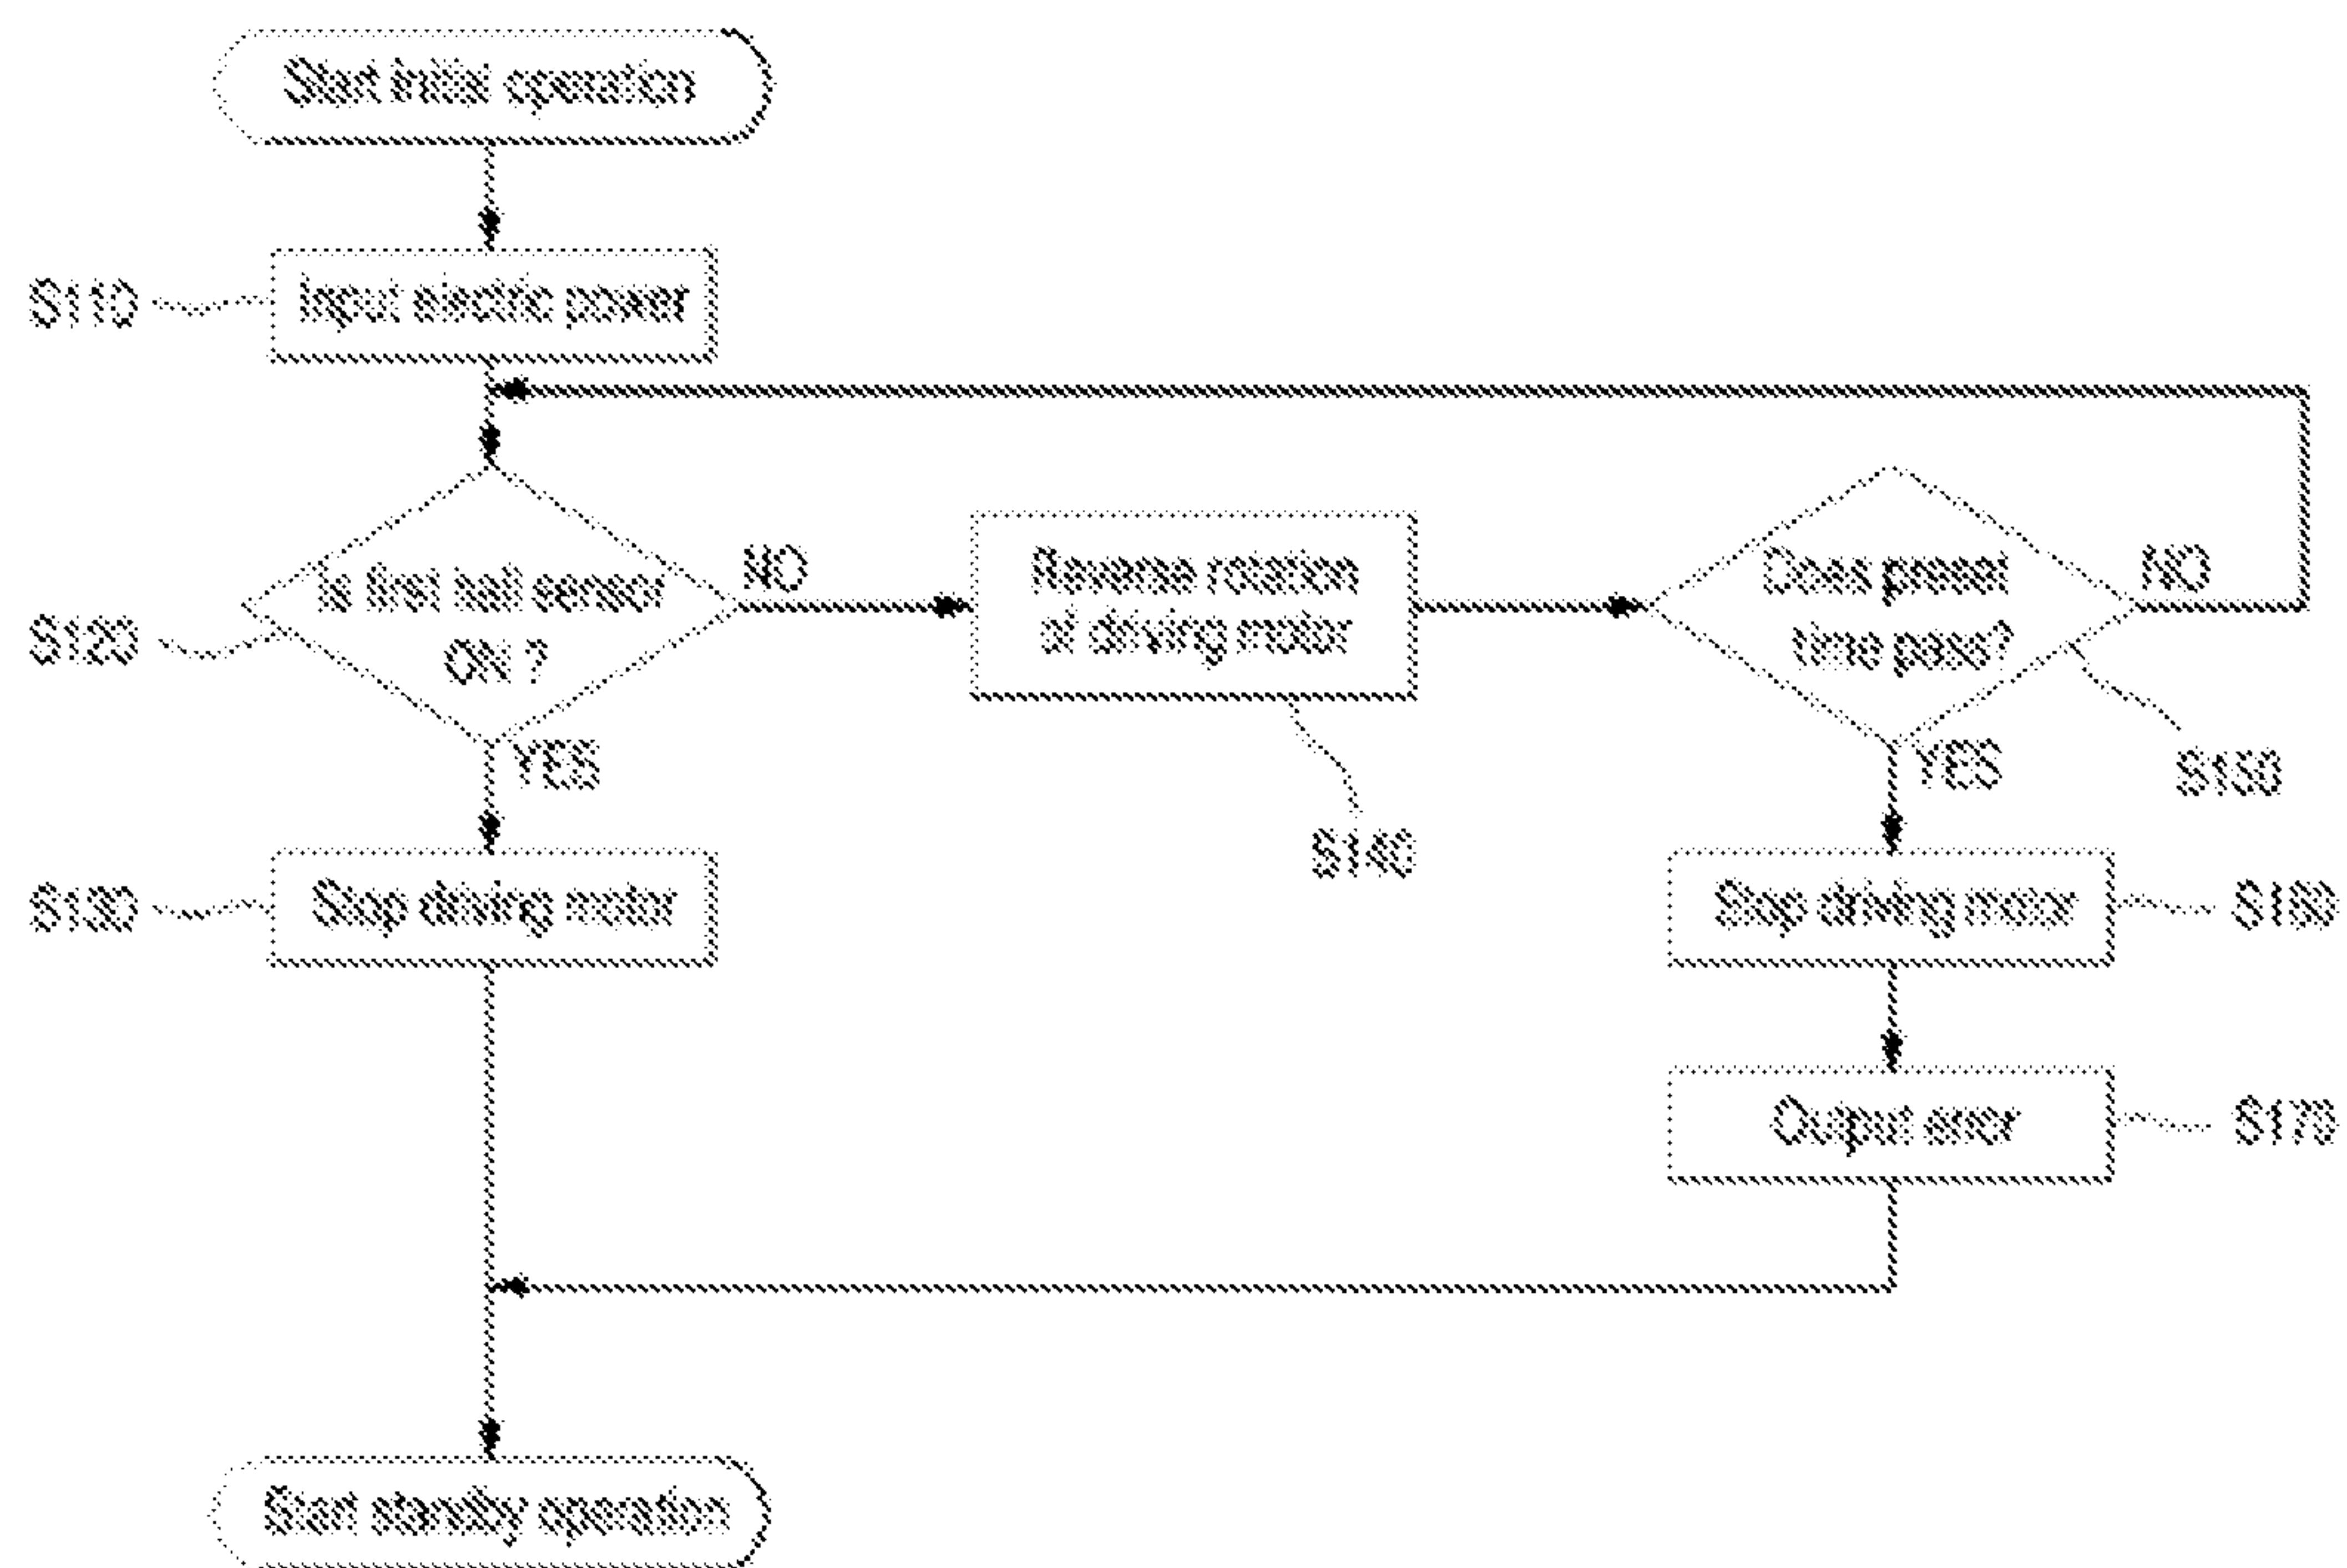 Start initial operation
S110
Input electric power
Is first hall sensor
ON ?
NO
Reverse rotation
of driving motor
Does preset
time pass?
NO
S120
YES
S140
YES
S150
S130
Stop driving motor
Stop driving motor
S160
Output error
S170
Start standby operation